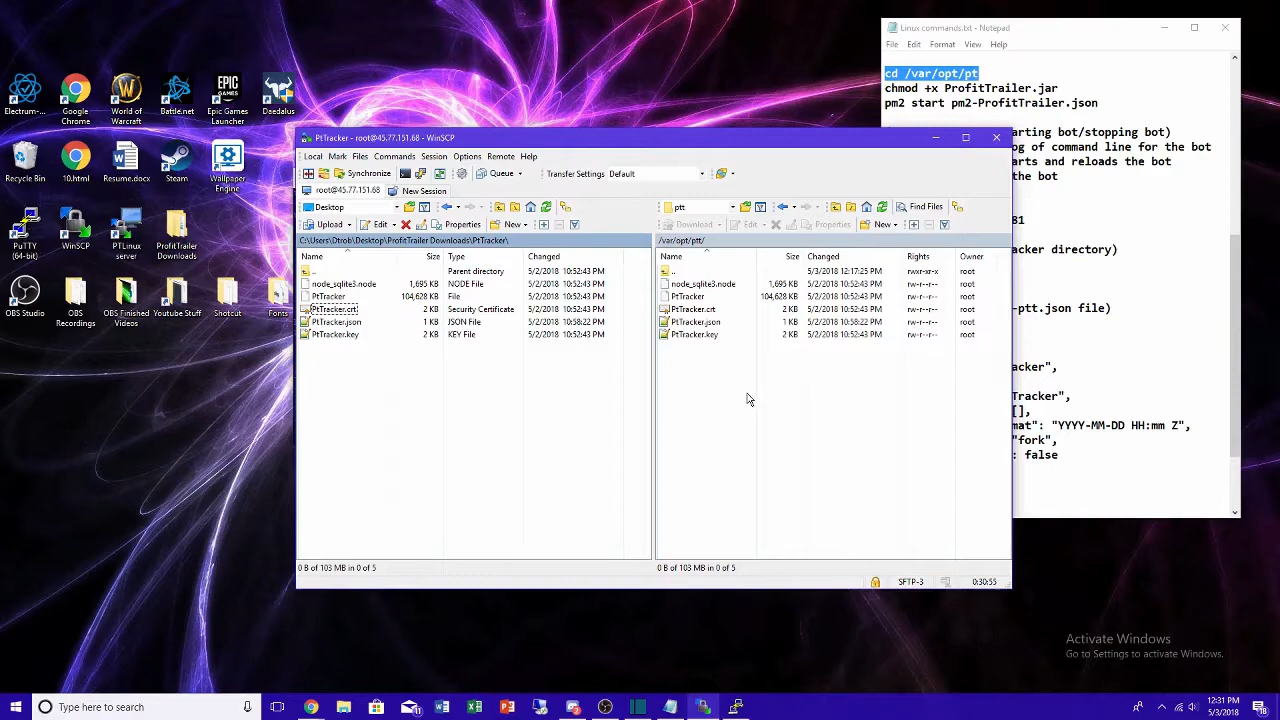 Electrum-...
Google Chrome
World of Warcraft
Battle.net
Epic Games Launcher
Daedalus
Recycle Bin
10.html
Resume.docx
Steam
Wallpaper Engine
PuTTY (64-bit)
WinSCP
PTLinux server
ProfitTrailer Downloads
OBS Studio
OBS Recordings
OBS Finished Videos
Youtube Stuff
Shotcut
Fonts
Linux commands.txt - Notepad
File Edit Format View Help
cd /var/opt/pt
chmod +x ProfitTrailer.jar
pm2 start pm2-ProfitTrailer.json
arting bot/stopping bot)
og of command line for the bot
arts and reloads the bot
the bot
81
acker directory)
-ptt.json file)
acker",
Tracker",
[],
mat": "YYYY-MM-DD HH:mm Z",
"fork",
: false
PtTracker - root@45.77.151.68 - WinSCP
Local Mark Files Commands Session Options Remote Help
Synchronize Queue Transfer Settings Default
root@45.77.151.68 New Session
Desktop
ptt Find Files
Upload Edit Properties New
Download Edit Properties New
C:\Users\Dtrob\Desktop\ProfitTrailer Downloads\PtTracker\
/var/opt/ptt/
Name Size Type Changed
.. Parent directory 5/2/2018 10:52:43 PM
node_sqlite3.node 1,695 KB NODE File 5/2/2018 10:52:43 PM
PtTracker 104,628 KB File 5/2/2018 10:52:43 PM
PtTracker.crt 2 KB Security Certificate 5/2/2018 10:52:43 PM
PtTracker.json 1 KB JSON File 5/2/2018 10:58:22 PM
PtTracker.key 2 KB KEY File 5/2/2018 10:52:43 PM
Name Size Changed Rights Owner
.. 5/3/2018 12:17:25 PM rwxr-xr-x root
node_sqlite3.node 1,695 KB 5/2/2018 10:52:43 PM rw-r--r-- root
PtTracker 104,628 KB 5/2/2018 10:52:43 PM rw-r--r-- root
PtTracker.crt 2 KB 5/2/2018 10:52:43 PM rw-r--r-- root
PtTracker.json 1 KB 5/2/2018 10:58:22 PM rw-r--r-- root
PtTracker.key 2 KB 5/2/2018 10:52:43 PM rw-r--r-- root
0 B of 103 MB in 0 of 5
0 B of 103 MB in 0 of 5
SFTP-3 0:30:55
Activate Windows
Go to Settings to activate Windows.
Type here to search
12:31 PM
5/3/2018